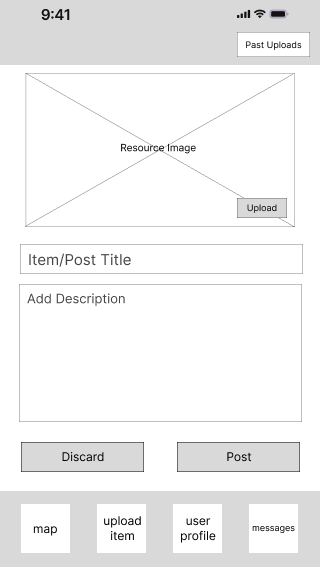 9:41
Past Uploads
Resource Image
Upload
Item/Post Title
Add Description
Discard
Post
map
upload
item
user
profile
messages